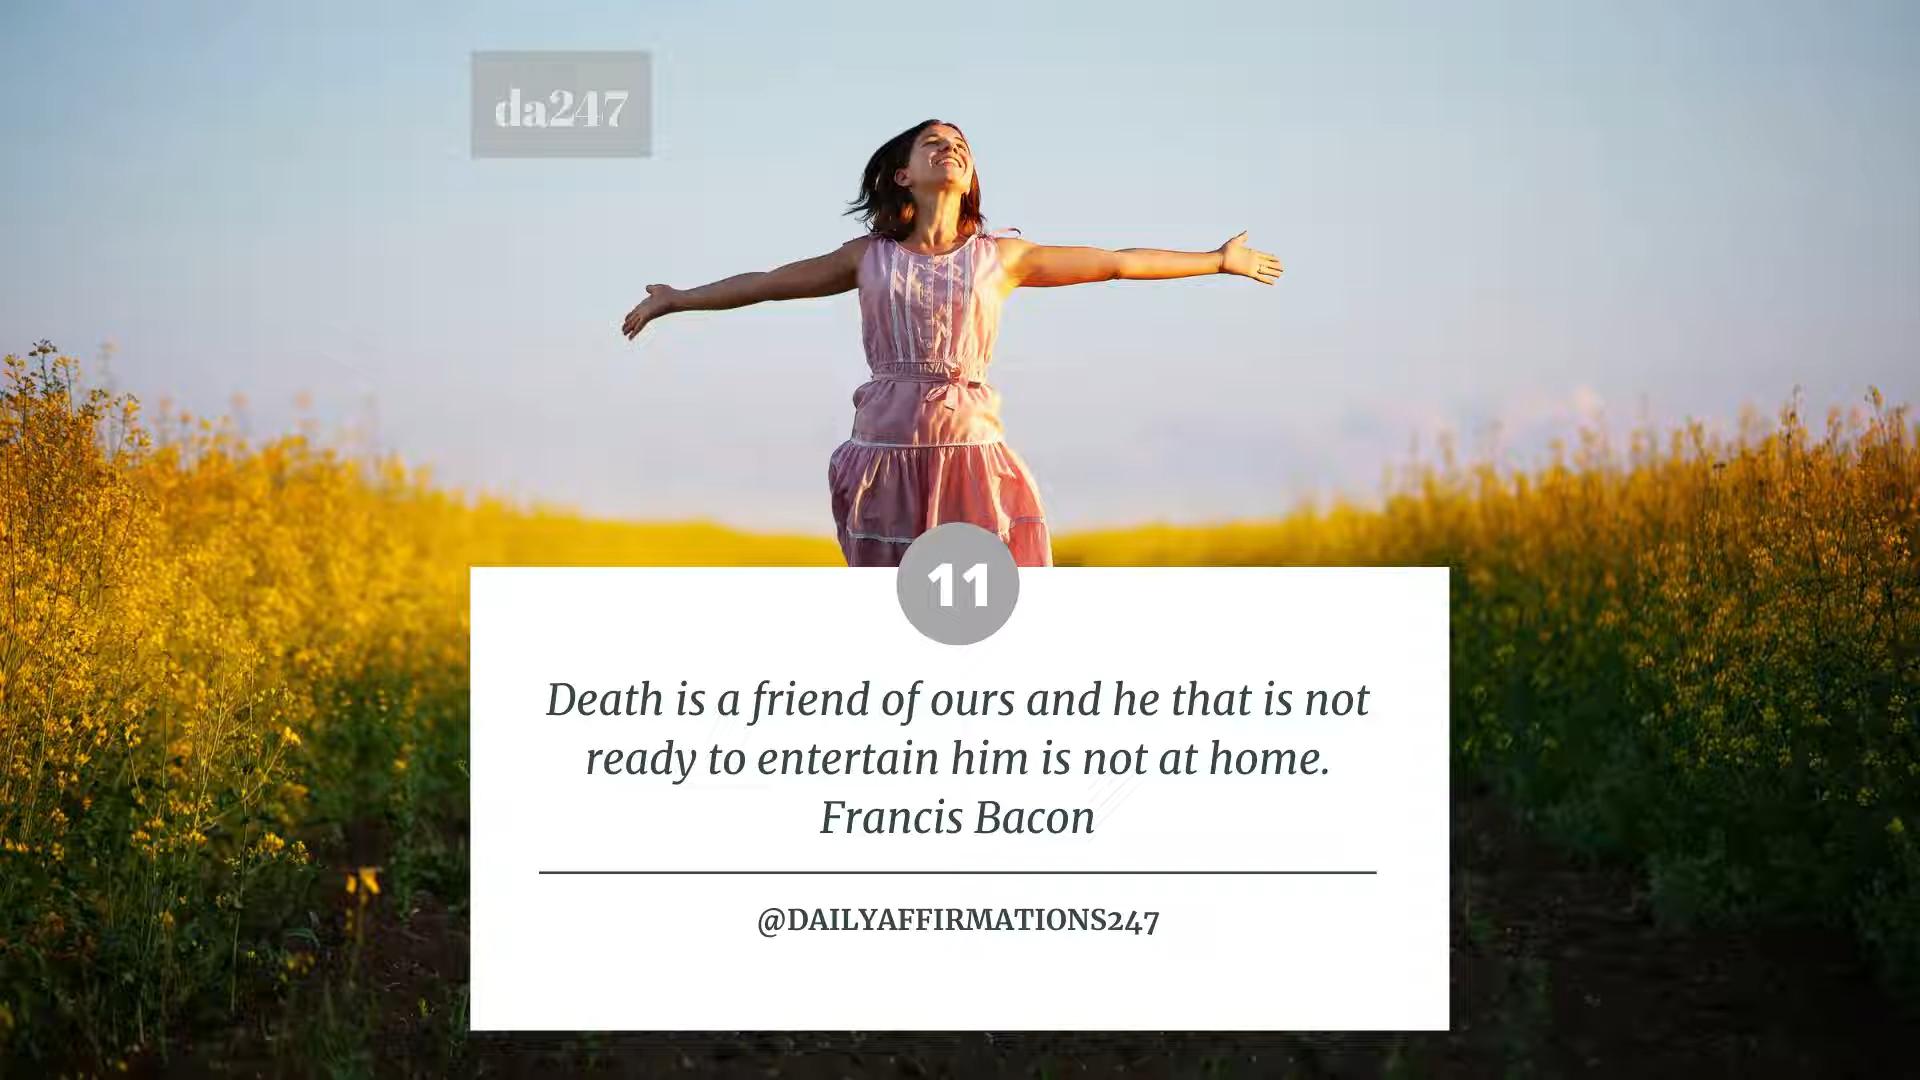 da247
11
Death is a friend of ours and he that is not
ready to entertain him is not at home.
Francis Bacon
@DAILYAFFIRMATIONS247